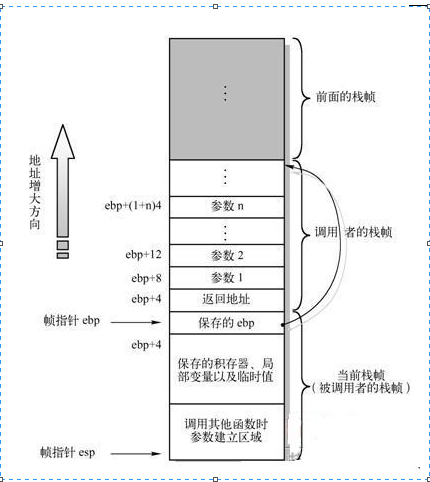 前面的栈帧
地址增大方向
ebp+(1+n)4
参数 n
调用者的栈帧
ebp+12
参数 2
ebp+8
参数 1
ebp+4
返回地址
帧指针 ebp
保存的 ebp
ebp+4
保存的积存器、局
部变量以及临时值
当前栈帧
(被调用者的栈帧)
调用其他函数时
参数建立区域
帧指针 esp